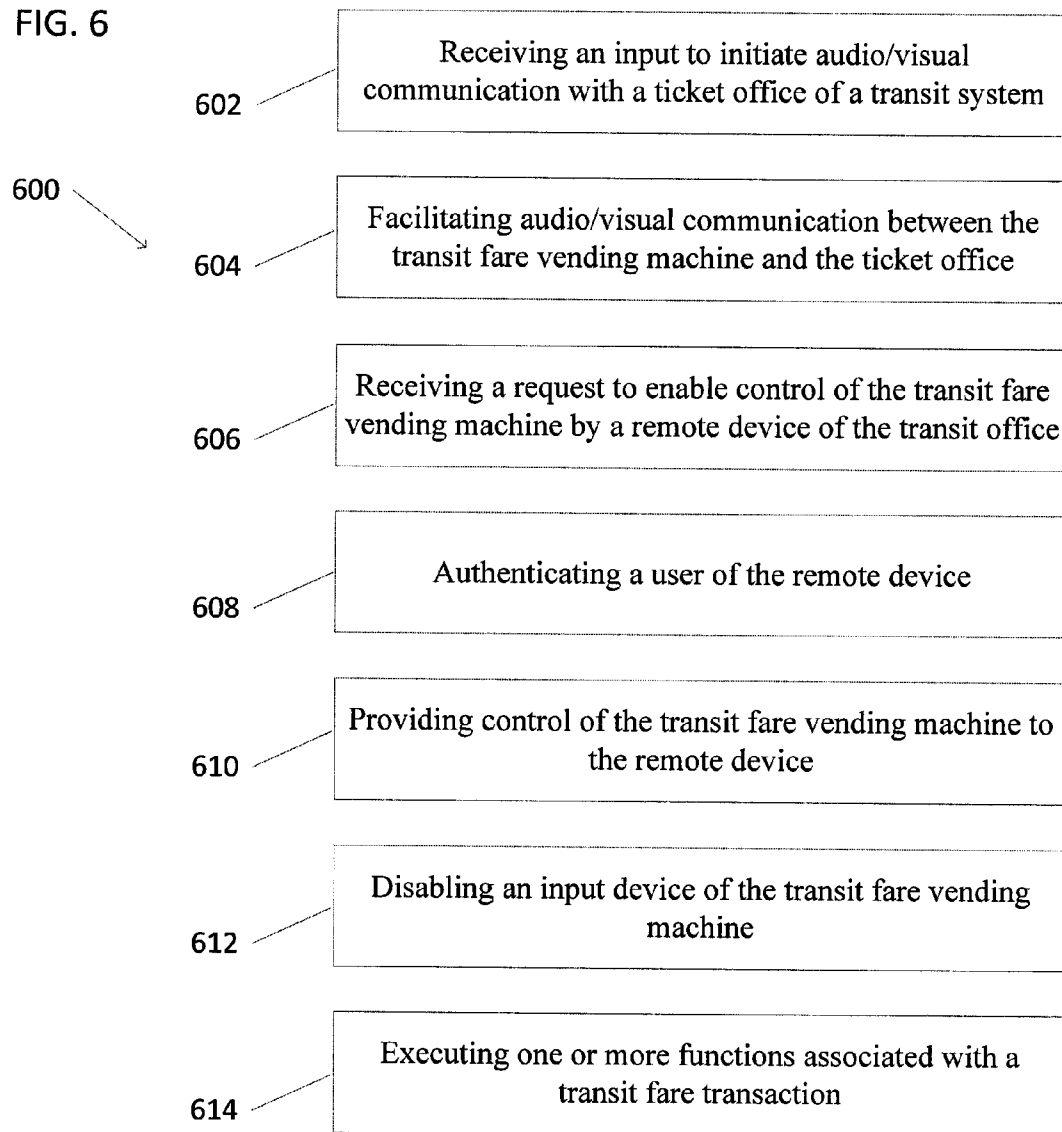 FIG. 6
Receiving an input to initiate audio/visual
communication with a ticket office of a transit system
602
600
Facilitating audio/visual communication between the
transit fare vending machine and the ticket office
604
Receiving a request to enable control of the transit fare
vending machine by a remote device of the transit office
606
Authenticating a user of the remote device
608
Providing control of the transit fare vending machine to
the remote device
610
Disabling an input device of the transit fare vending
machine
612
Executing one or more functions associated with a
transit fare transaction
614